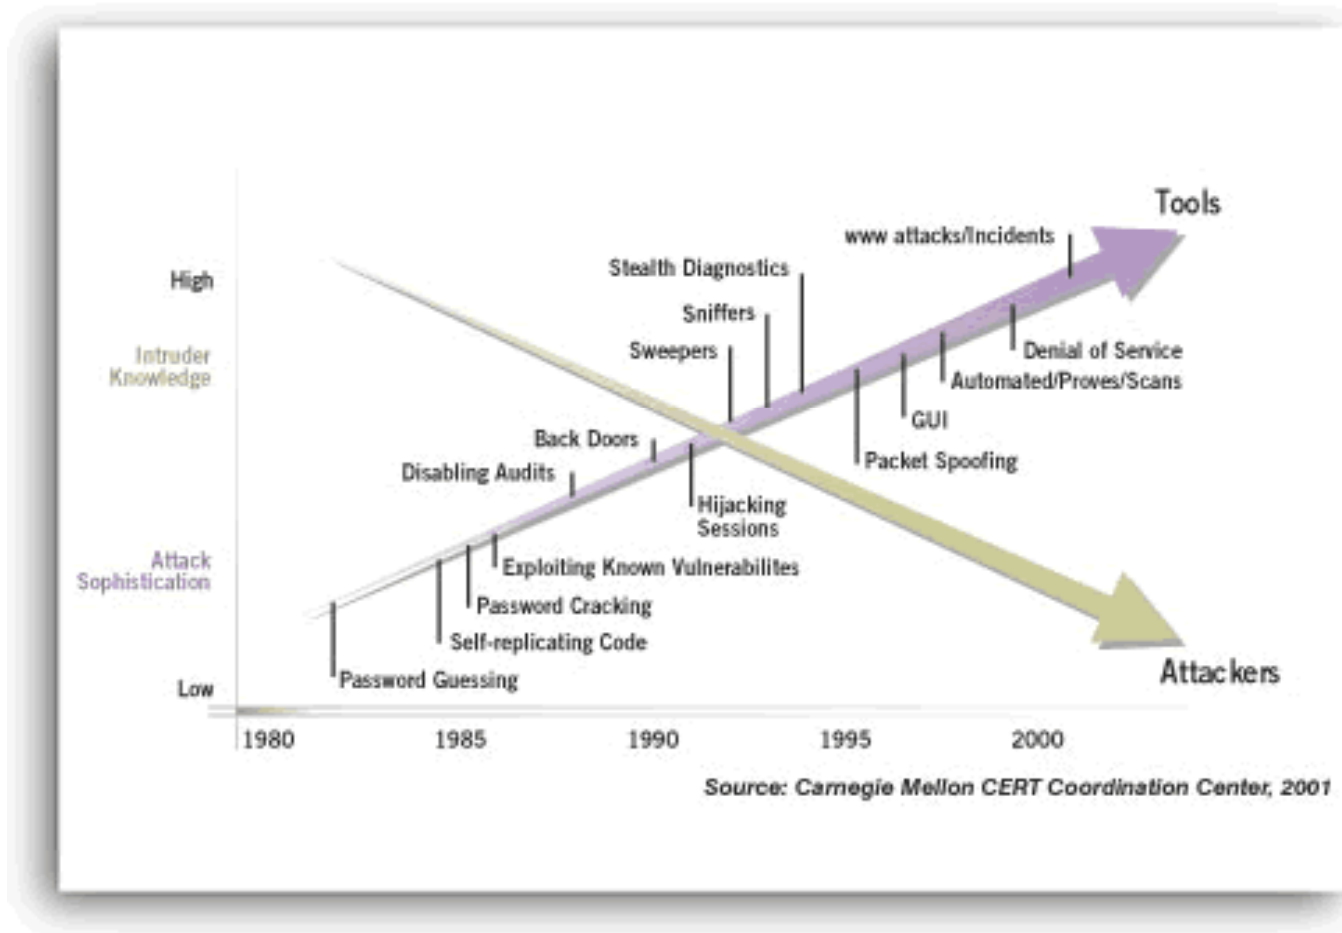 Tools
www attacks/Incidents
High
Stealth Diagnostics
Sniffers
Intruder
Knowledge
Sweepers
Denial of Service
Automated/Proves/Scans
GUI
Back Doors
Packet Spoofing
Disabling Audits
Hijacking
Sessions
Attack
Sophistication
Exploiting Known Vulnerabilites
Password Cracking
Self-replicating Code
Password Guessing
Attackers
Low
1980 1985 1990 1995 2000
Source: Carnegie Mellon CERT Coordination Center, 2001